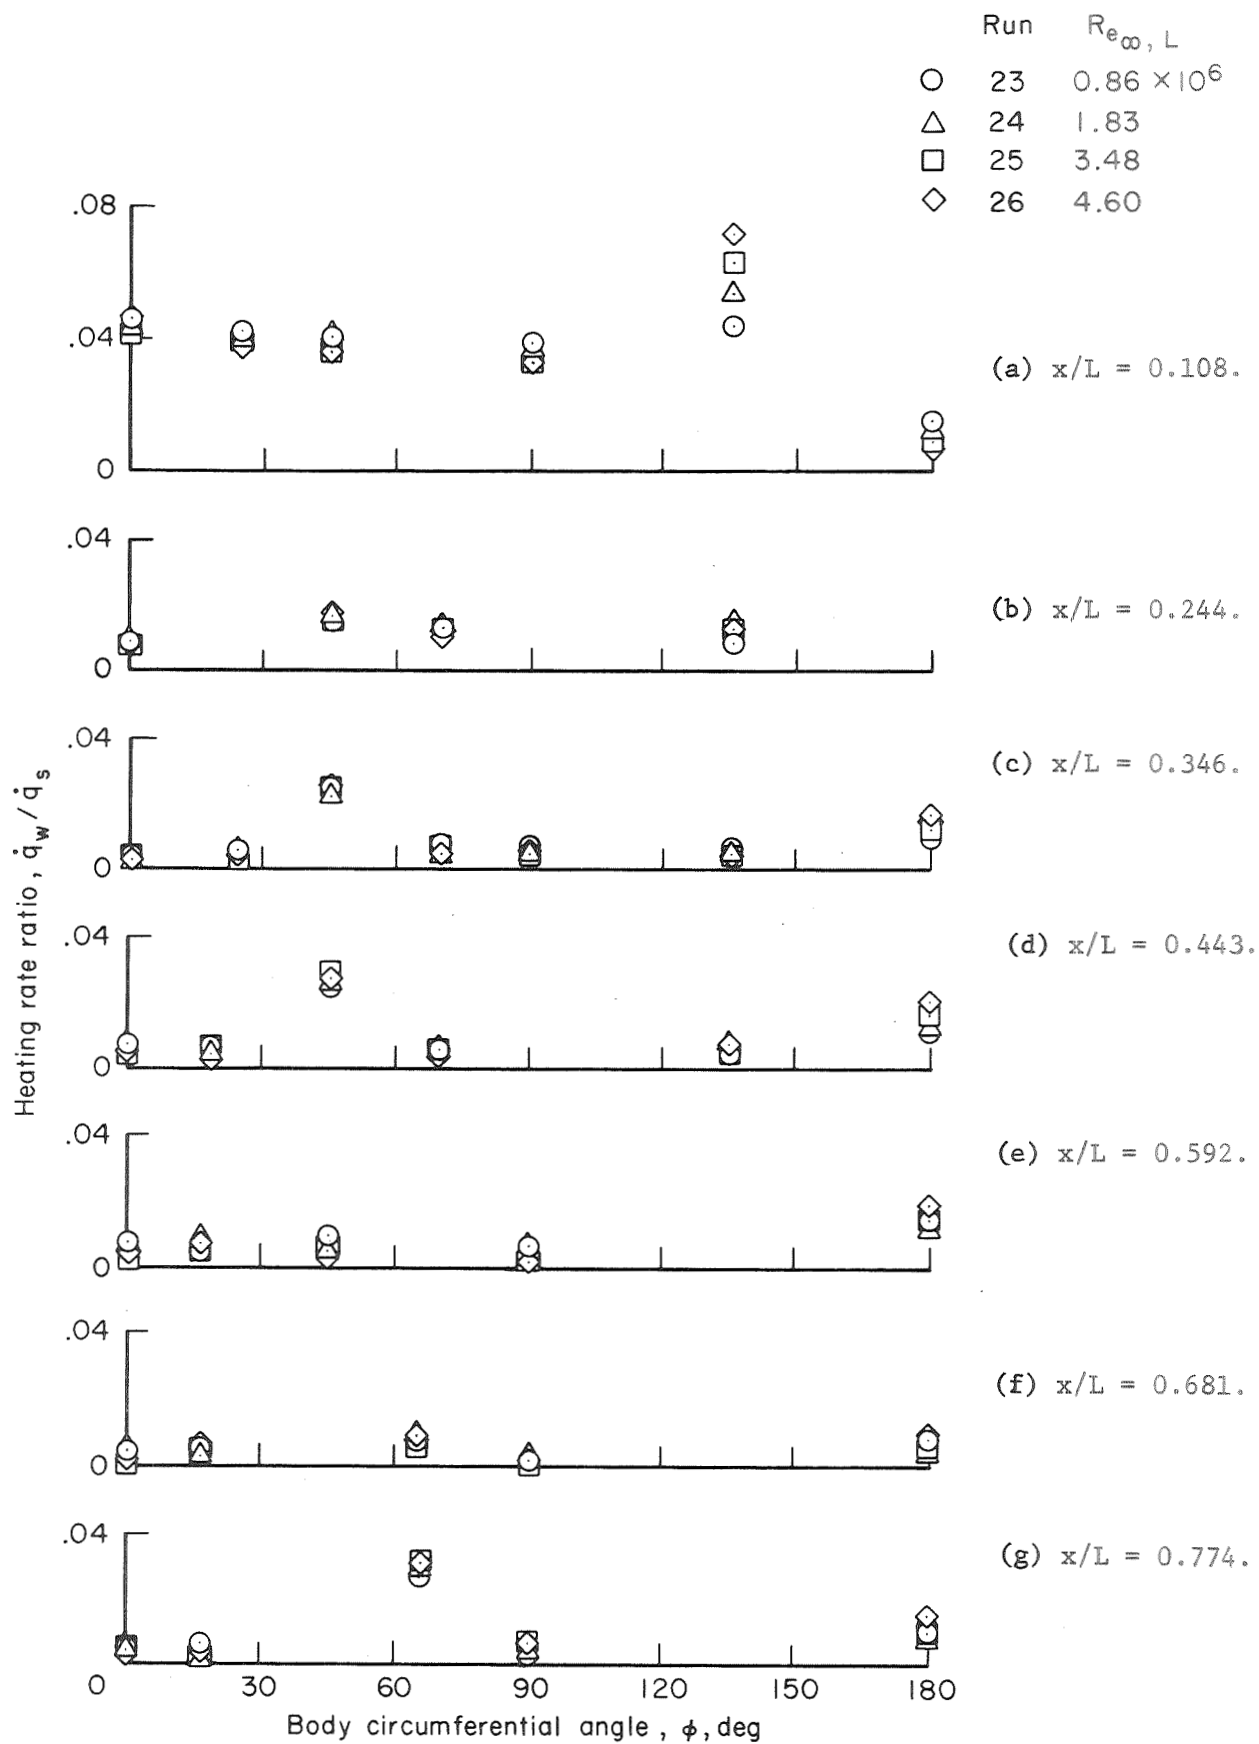 Run Re∞, L
23 0.86 ×10⁶
24 1.83
25 3.48
26 4.60
.08
.04
0
(a) x/L = 0.108.
.04
0
(b) x/L = 0.244.
.04
0
(c) x/L = 0.346.
.04
0
(d) x/L = 0.443.
.04
0
(e) x/L = 0.592.
.04
0
(f) x/L = 0.681.
.04
(g) x/L = 0.774.
0 30 60 90 120 150 180
Body circumferential angle, ϕ, deg
Heating rate ratio, q̇w/q̇s